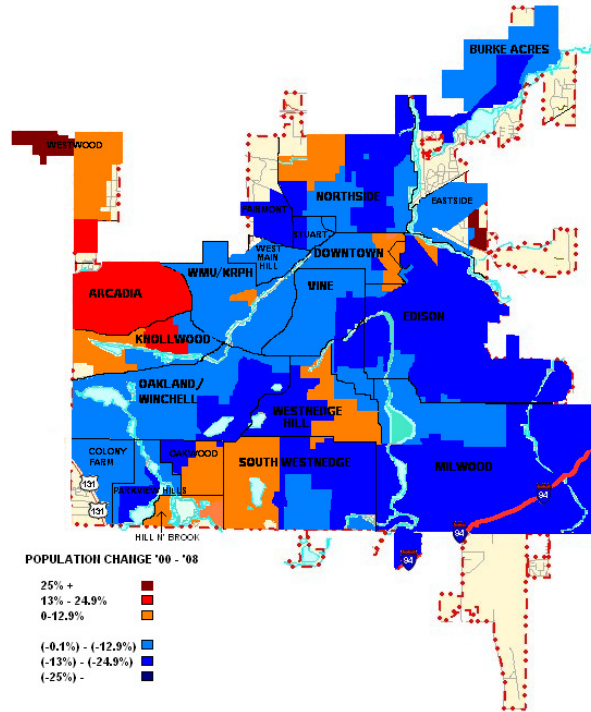 BURKE ACRES
WESTWOOD
NORTHSIDE
EASTSIDE
FAIRMONT
STUART
WEST
MAIN
HILL
DOWNTOWN
WMU/KRPH
VINE
ARCADIA
EDISON
KNOLLWOOD
OAKLAND/
WINCHELL
WESTNEDGE
HILL
COLONY
FARM
OAKWOOD
SOUTH WESTNEDGE
MILWOOD
131
PARKVIEW HILLS
94
131
94
HILL N' BROOK
94
POPULATION CHANGE '00 - '08
25% +
13% - 24.9%
0-12.9%
(-0.1%) - (-12.9%)
(-13%) - (-24.9%)
(-25%) -